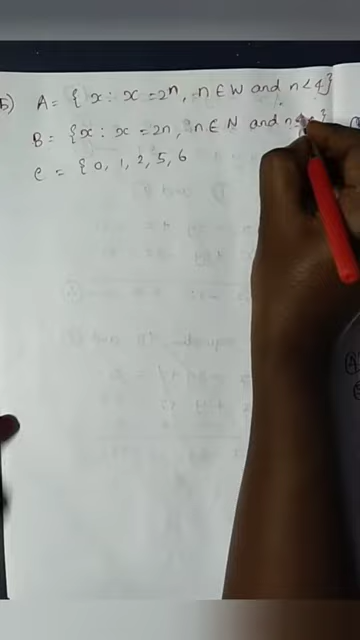 5) A = { x : x = 2ⁿ, n ∈ W and n < 4}
B = {x : x = 2n, n ∈ N and n
C = { 0, 1, 2, 5, 6